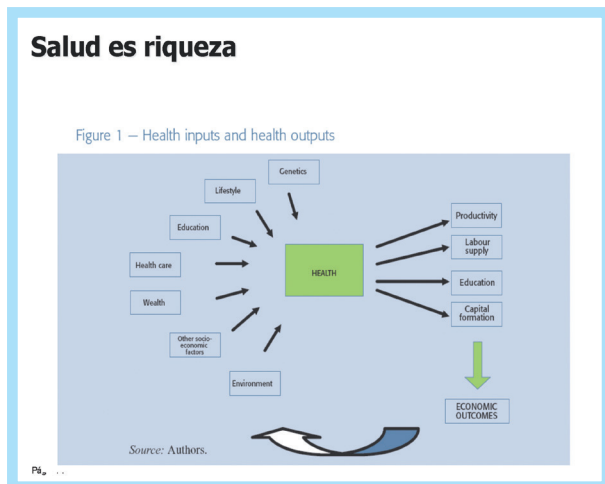 Salud es riqueza
Figure 1 – Health inputs and health outputs
Genetics
Lifestyle
Education
Health care
Wealth
Other socio-
economic
factors
Environment
HEALTH
Productivity
Labour
supply
Education
Capital
formation
ECONOMIC
OUTCOMES
Source: Authors.